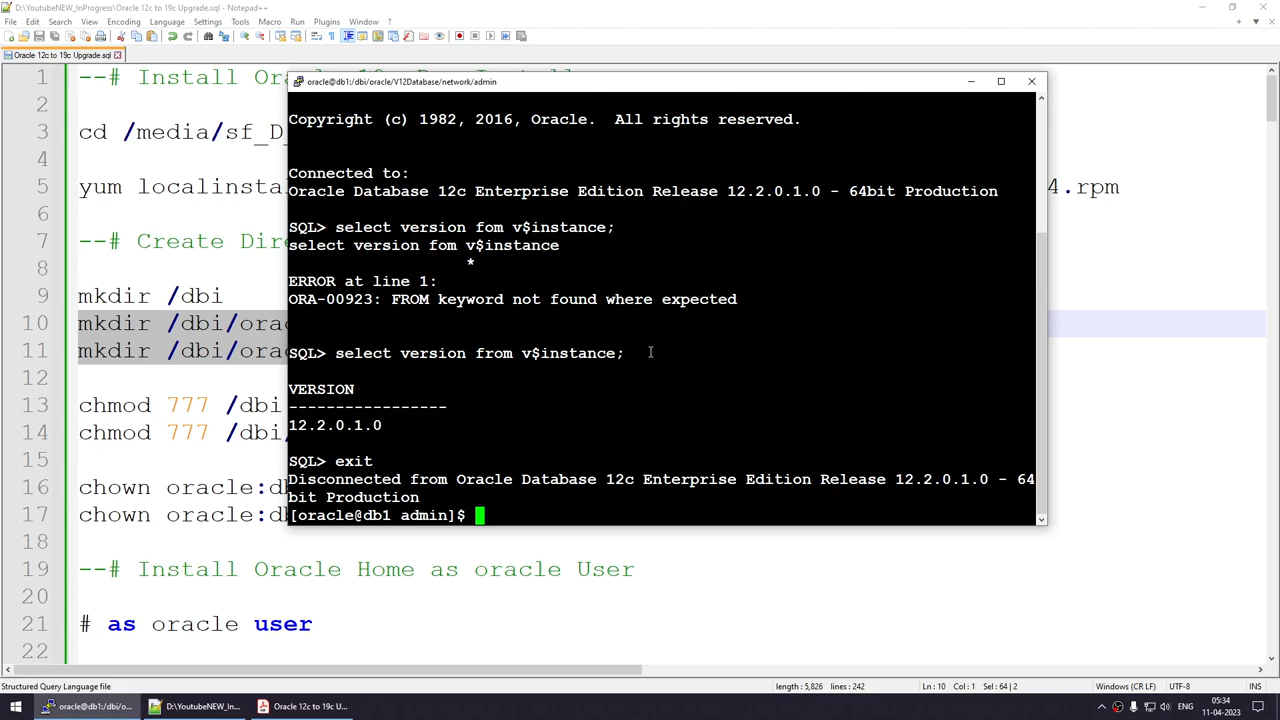 D:\YoutubeNEW_InProgress\Oracle 12c to 19c Upgrade.sql - Notepad++
File Edit Search View Encoding Language Settings Tools Macro Run Plugins Window ?
Oracle 12c to 19c Upgrade.sql
1 --# Install Or
2
3 cd /media/sf_D
4
5 yum localinsta 4.rpm
6
7 --# Create Dir
8
9 mkdir /dbi
10 mkdir /dbi/orac
11 mkdir /dbi/orac
12
13 chmod 777 /dbi
14 chmod 777 /dbi/
15
16 chown oracle:db
17 chown oracle:db
18
19 --# Install Oracle Home as oracle User
20
21 # as oracle user
22
oracle@db1:/dbi/oracle/V12Database/network/admin
Copyright (c) 1982, 2016, Oracle.  All rights reserved.
Connected to:
Oracle Database 12c Enterprise Edition Release 12.2.0.1.0 - 64bit Production
SQL> select version fom v$instance;
select version fom v$instance
*
ERROR at line 1:
ORA-00923: FROM keyword not found where expected
SQL> select version from v$instance;
VERSION
-----------------
12.2.0.1.0
SQL> exit
Disconnected from Oracle Database 12c Enterprise Edition Release 12.2.0.1.0 - 64
bit Production
[oracle@db1 admin]$
Structured Query Language file length : 5,826 lines : 242 Ln : 10 Col : 1 Sel : 64 | 2 Windows (CR LF) UTF-8 INS
oracle@db1:/dbi/o... D:\YoutubeNEW_In... Oracle 12c to 19c U... ENG 05:34
11-04-2023